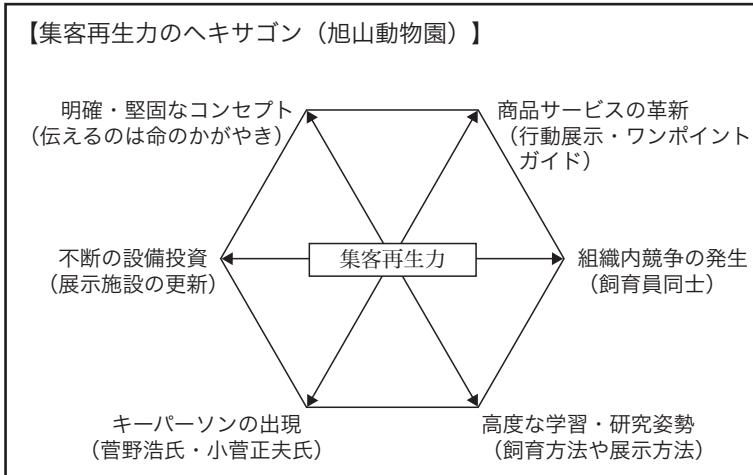 【集客再生力のヘキサゴン（旭山動物園）】
明確・堅固なコンセプト
（伝えるのは命のかがやき）
商品サービスの革新
（行動展示・ワンポイント
ガイド）
不断の設備投資
（展示施設の更新）
集客再生力
組織内競争の発生
（飼育員同士）
キーパーソンの出現
（菅野浩氏・小菅正夫氏）
高度な学習・研究姿勢
（飼育方法や展示方法）